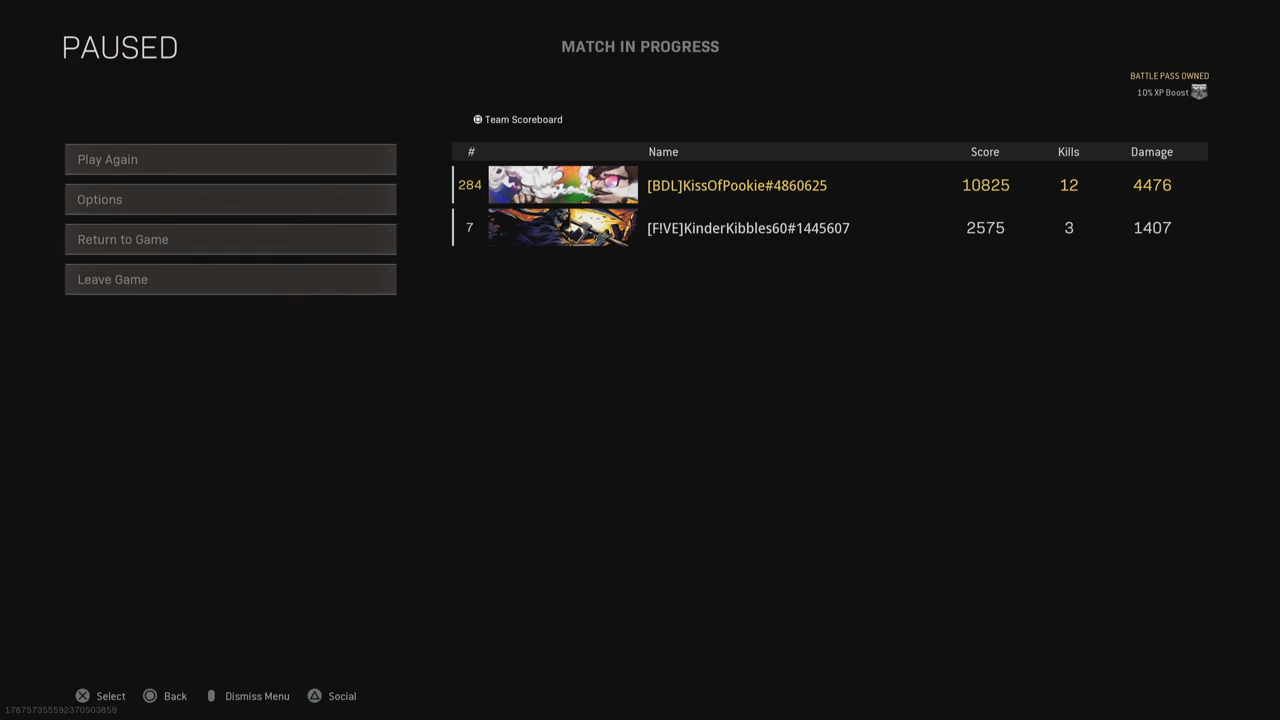 PAUSED
MATCH IN PROGRESS
BATTLE PASS OWNED
10% XP Boost
Team Scoreboard
# Name Score Kills Damage
284 [BDL]KissOfPookie#4860625 10825 12 4476
7 [F!VE]KinderKibbles60#1445607 2575 3 1407
Play Again
Options
Return to Game
Leave Game
Select Back Dismiss Menu Social
178757355592370503859